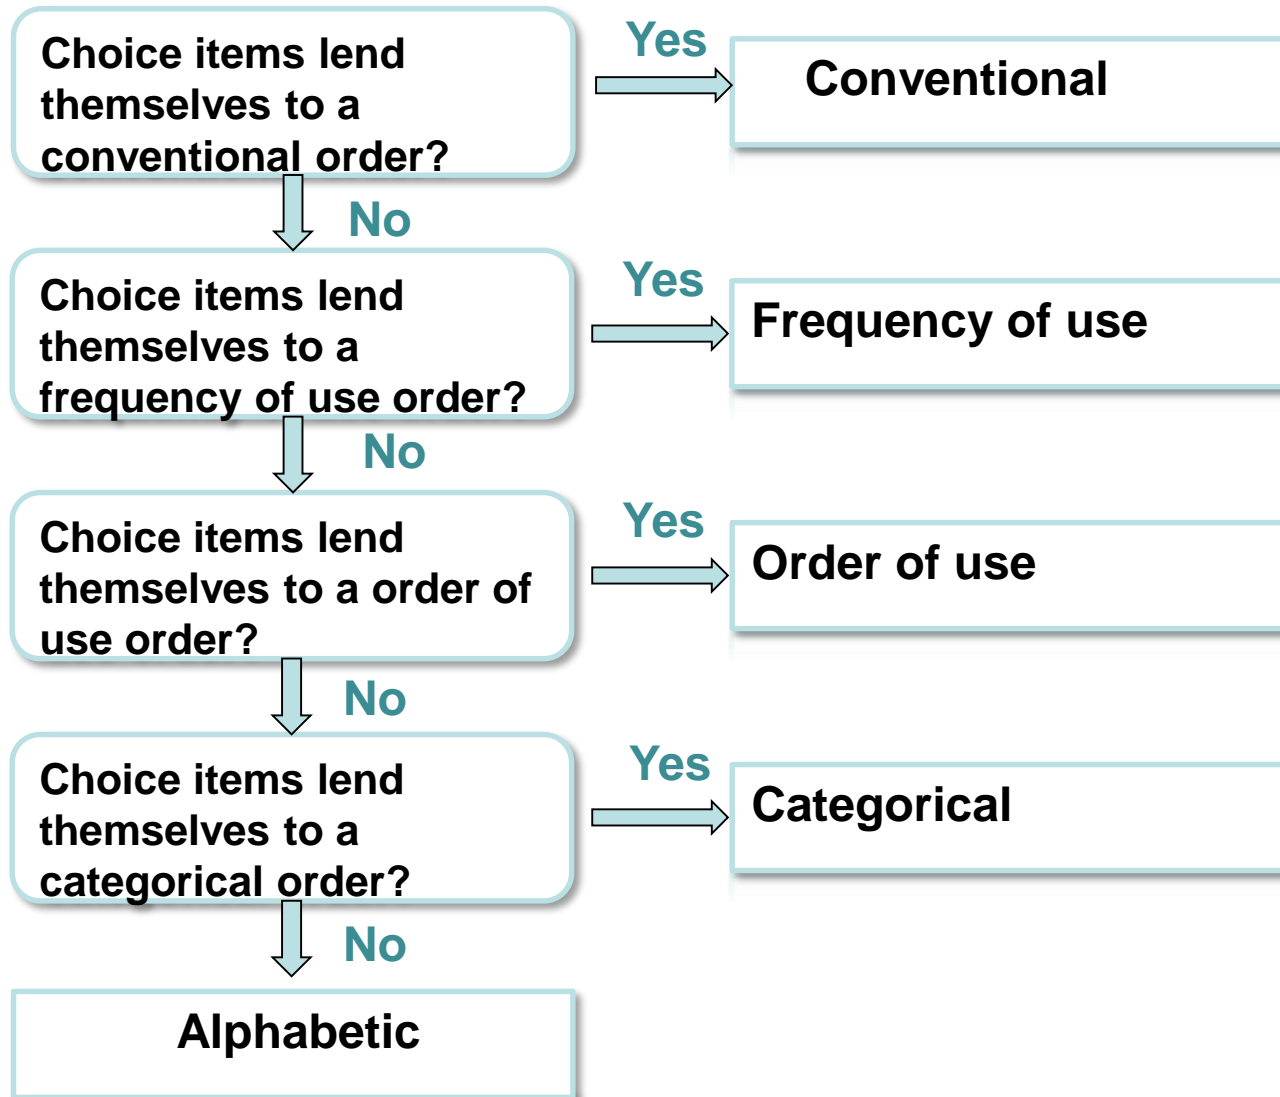 Choice items lend
themselves to a
conventional order?
Yes
Conventional
No
Choice items lend
themselves to a
frequency of use order?
Yes
Frequency of use
No
Choice items lend
themselves to a order of
use order?
Yes
Order of use
No
Choice items lend
themselves to a
categorical order?
Yes
Categorical
No
Alphabetic